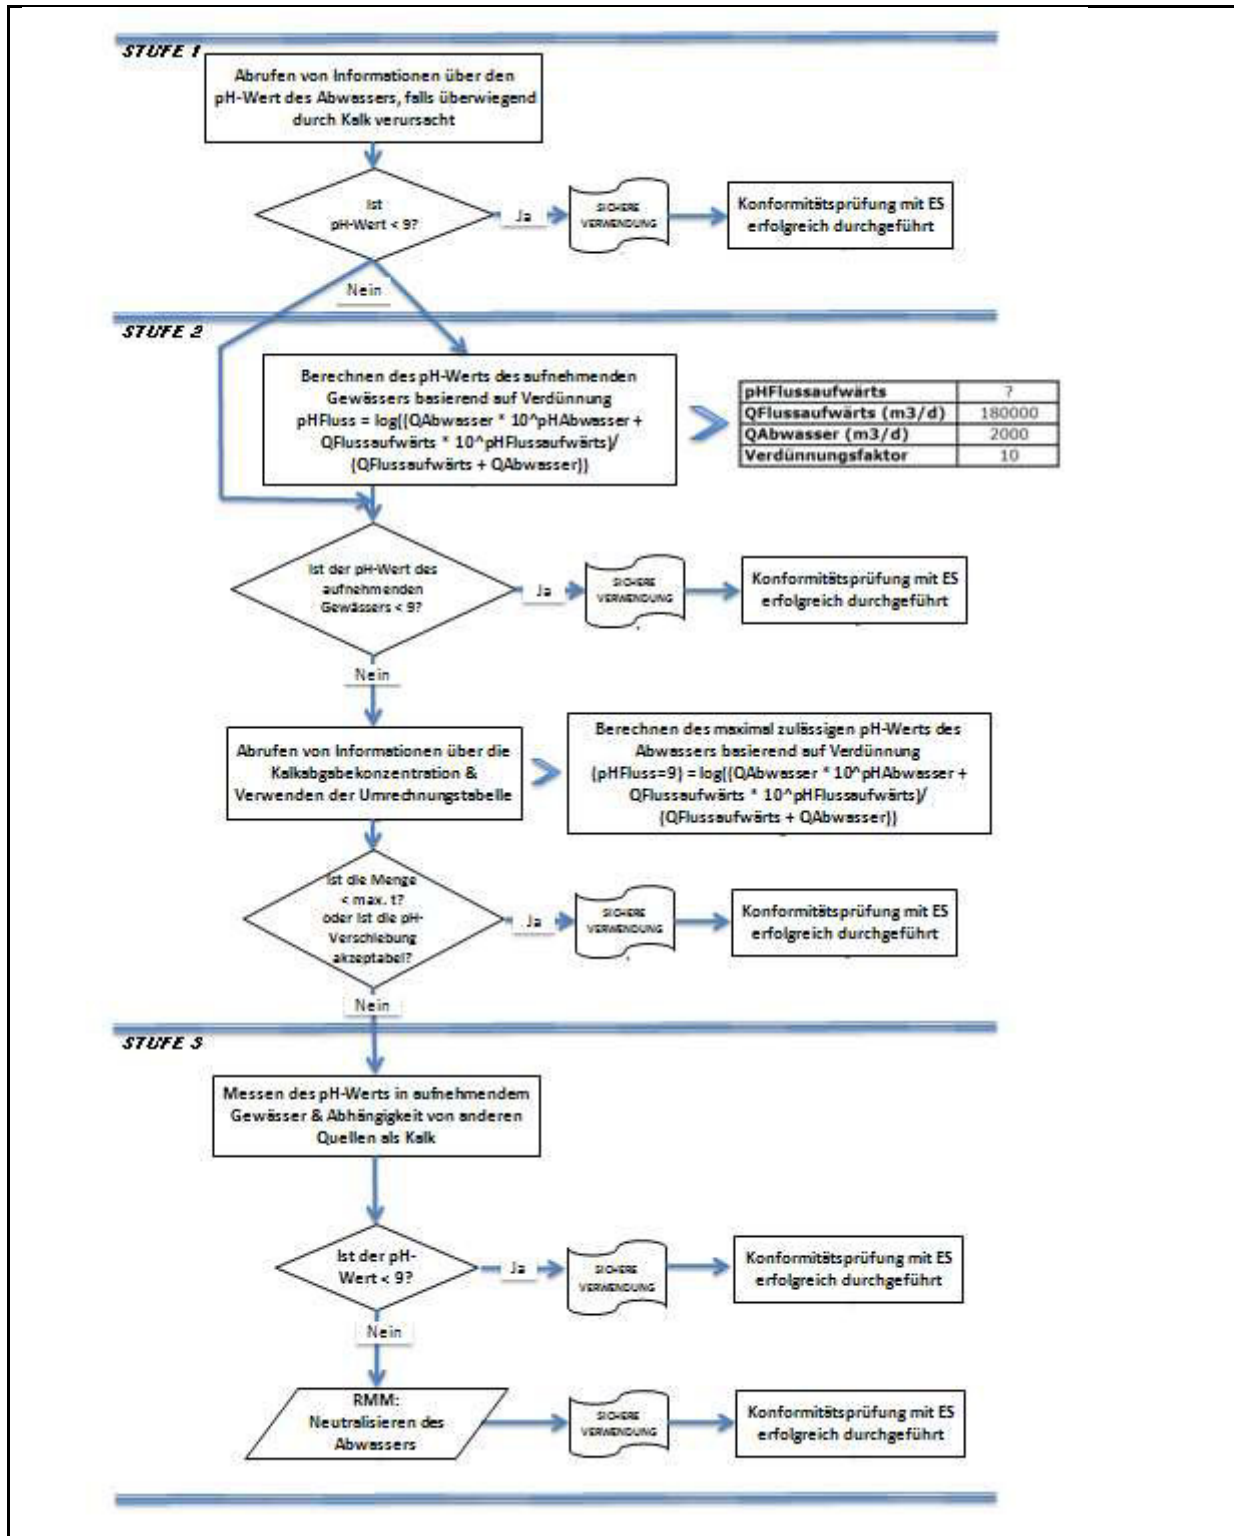 STUFE 1
Abrufen von Informationen über den
pH-Wert des Abwassers, falls überwiegend
durch Kalk verursacht
Ist
pH-Wert < 9?
Ja
SICHERE
VERWENDUNG
Konformitätsprüfung mit ES
erfolgreich durchgeführt
Nein
STUFE 2
Berechnen des pH-Werts des aufnehmenden
Gewässers basierend auf Verdünnung
pHFluss = log((QAbwasser * 10^pHAbwasser +
QFlussaufwärts * 10^pHFlussaufwärts)/
(QFlussaufwärts + QAbwasser))
pHFlussaufwärts ?
QFlussaufwärts (m3/d) 180000
QAbwasser (m3/d) 2000
Verdünnungsfaktor 10
Ist der pH-Wert des
aufnehmenden
Gewässers < 9?
Ja
SICHERE
VERWENDUNG
Konformitätsprüfung mit ES
erfolgreich durchgeführt
Nein
Abrufen von Informationen über die
Kalkabgabekonzentration &
Verwenden der Umrechnungstabelle
Berechnen des maximal zulässigen pH-Werts des
Abwassers basierend auf Verdünnung
(pHFluss=9) = log((QAbwasser * 10^pHAbwasser +
QFlussaufwärts * 10^pHFlussaufwärts)/
(QFlussaufwärts + QAbwasser))
Ist die Menge
< max. t?
oder ist die pH-
Verschiebung
akzeptabel?
Ja
SICHERE
VERWENDUNG
Konformitätsprüfung mit ES
erfolgreich durchgeführt
Nein
STUFE 3
Messen des pH-Werts in aufnehmendem
Gewässer & Abhängigkeit von anderen
Quellen als Kalk
Ist der pH-
Wert < 9?
Ja
SICHERE
VERWENDUNG
Konformitätsprüfung mit ES
erfolgreich durchgeführt
Nein
RMM:
Neutralisieren des
Abwassers
SICHERE
VERWENDUNG
Konformitätsprüfung mit ES
erfolgreich durchgeführt